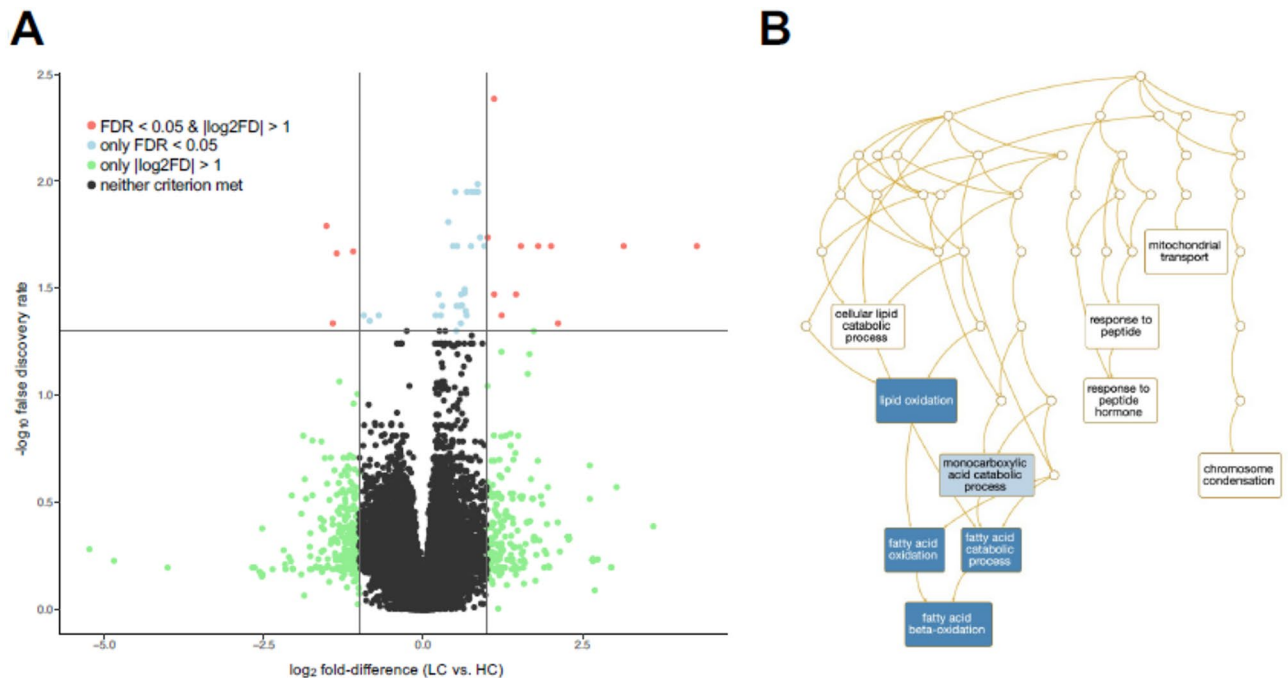 A
B
2.5
2.0
1.5
1.0
0.5
0.0
-log₁₀ false discovery rate
FDR < 0.05 & |log2FD| > 1
only FDR < 0.05
only |log2FD| > 1
neither criterion met
−5.0
−2.5
0.0
2.5
log₂ fold-difference (LC vs. HC)
mitochondrial
transport
cellular lipid
catabolic
process
response to
peptide
lipid oxidation
response to
peptide
hormone
monocarboxylic
acid catabolic
process
chromosome
condensation
fatty acid
oxidation
fatty acid
catabolic
process
fatty acid
beta-oxidation